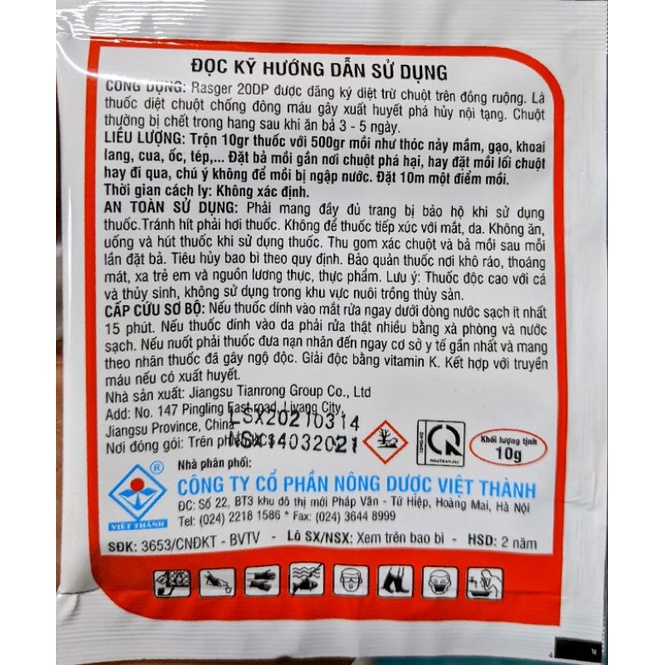 ĐỌC KỸ HƯỚNG DẪN SỬ DỤNG
CÔNG DỤNG: Rasger 20DP được đăng ký diệt trừ chuột trên đồng ruộng. Là
thuốc diệt chuột chống đông máu gây xuất huyết phá hủy nội tạng. Chuột
thường bị chết trong hang sau khi ăn bả 3 - 5 ngày.
LIỀU LƯỢNG: Trộn 10gr thuốc với 500gr mồi như thóc nảy mầm, gạo, khoai
lang, cua, ốc, tép,... Đặt bả mồi gần nơi chuột phá hại, hay đặt mồi lối chuột
hay đi qua, chú ý không để mồi bị ngập nước. Đặt 10m một điểm mồi.
Thời gian cách ly: Không xác định.
AN TOÀN SỬ DỤNG: Phải mang đầy đủ trang bị bảo hộ khi sử dụng
thuốc.Tránh hít phải hơi thuốc. Không để thuốc tiếp xúc với mắt, da. Không ăn,
uống và hút thuốc khi sử dụng thuốc. Thu gom xác chuột và bả mồi sau mỗi
lần đặt bả. Tiêu hủy bao bì theo quy định. Bảo quản thuốc nơi khô ráo, thoáng
mát, xa trẻ em và nguồn lương thực, thực phẩm. Lưu ý: Thuốc độc cao với cá
và thủy sinh, không sử dụng trong khu vực nuôi trồng thủy sản.
CẤP CỨU SƠ BỘ: Nếu thuốc dính vào mắt rửa ngay dưới dòng nước sạch ít nhất
15 phút. Nếu thuốc dính vào da phải rửa thật nhiều bằng xà phòng và nước
sạch. Nếu nuốt phải thuốc đưa nạn nhân đến ngay cơ sở y tế gần nhất và mang
theo nhãn thuốc đã gây ngộ độc. Giải độc bằng vitamin K. Kết hợp với truyền
máu nếu có xuất huyết.
Nhà sản xuất: Jiangsu Tianrong Group Co., Ltd
Add: No. 147 Pingling East road, Liyang City,
Jiangsu Province, China
LSX20210314
Nơi đóng gói: Trên phần
NSX14032021
Khối lượng tịnh
10g
Nhà phân phối:
CÔNG TY CỔ PHẦN NÔNG DƯỢC VIỆT THÀNH
ĐC: Số 22, BT3 khu đô thị mới Pháp Vân - Tứ Hiệp, Hoàng Mai, Hà Nội
Tel: (024) 2218 1586 * Fax: (024) 3644 8999
®
VIỆT THÀNH
SĐK: 3653/CNĐKT - BVTV - Lô SX/NSX: Xem trên bao bì - HSD: 2 năm